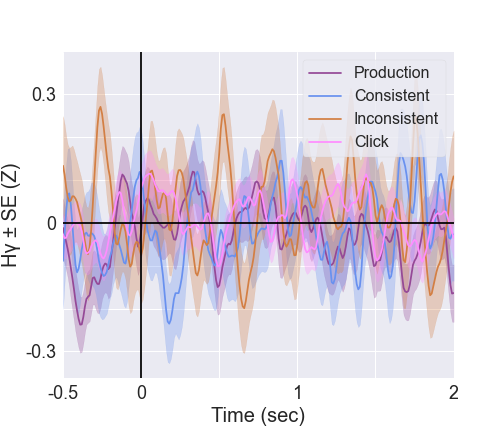 Production
Consistent
Inconsistent
Click
0.3
0
-0.3
Hγ ± SE (Z)
-0.5
0
1
2
Time (sec)